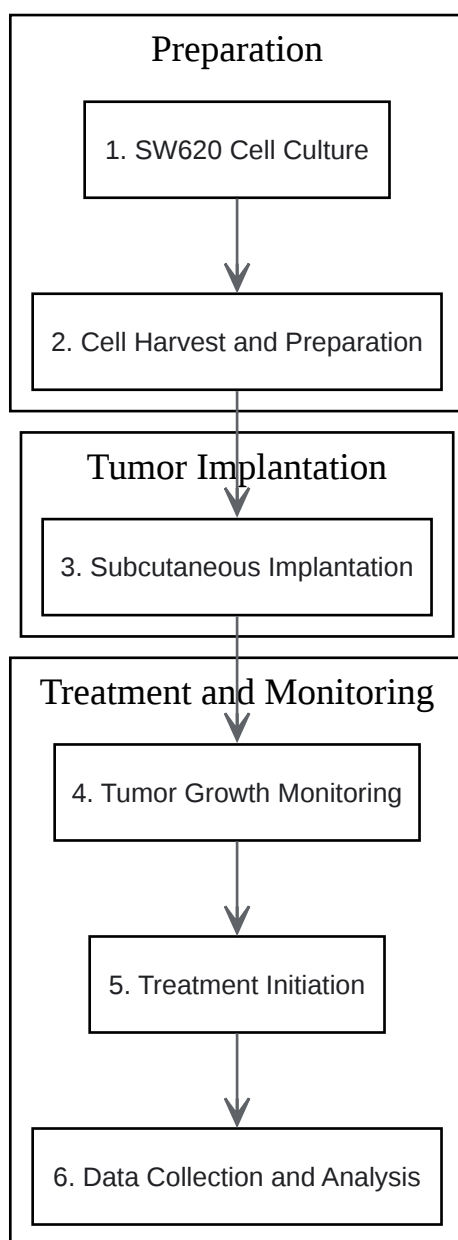 Preparation
1. SW620 Cell Culture
2. Cell Harvest and Preparation
Tumor Implantation
3. Subcutaneous Implantation
Treatment and Monitoring
4. Tumor Growth Monitoring
5. Treatment Initiation
6. Data Collection and Analysis